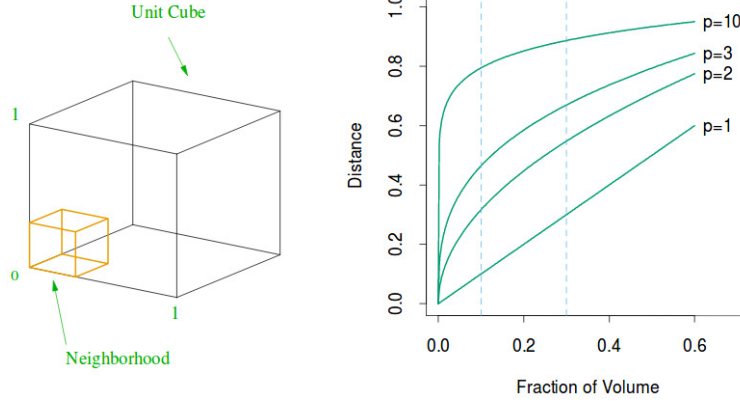 Unit Cube
1
0
1
Neighborhood
Distance
1.0
0.8
0.6
0.4
0.2
0.0
p=10
p=3
p=2
p=1
0.0 0.2 0.4 0.6
Fraction of Volume